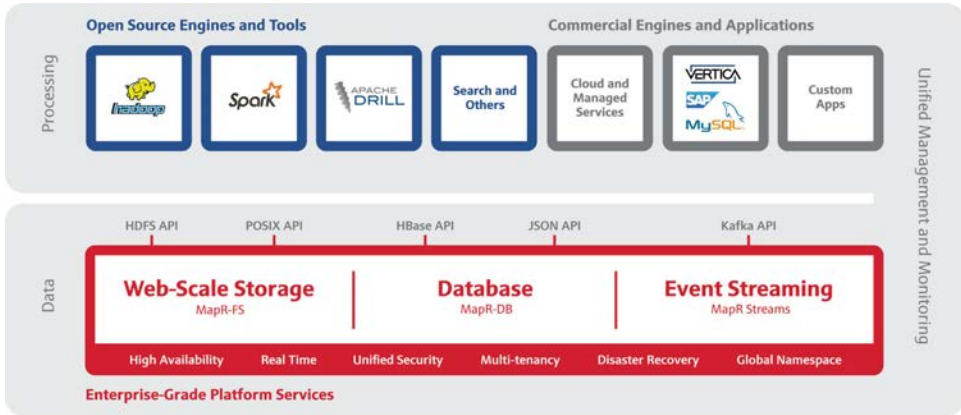 Open Source Engines and Tools
Commercial Engines and Applications
Processing
hadoop
Spark
APACHE
DRILL
Search and
Others
Cloud and
Managed
Services
VERTICA
SAP
MySQL
Custom
Apps
Unified Management and Monitoring
Data
HDFS API
POSIX API
HBase API
JSON API
Kafka API
Web-Scale Storage
MapR-FS
Database
MapR-DB
Event Streaming
MapR Streams
High Availability
Real Time
Unified Security
Multi-tenancy
Disaster Recovery
Global Namespace
Enterprise-Grade Platform Services